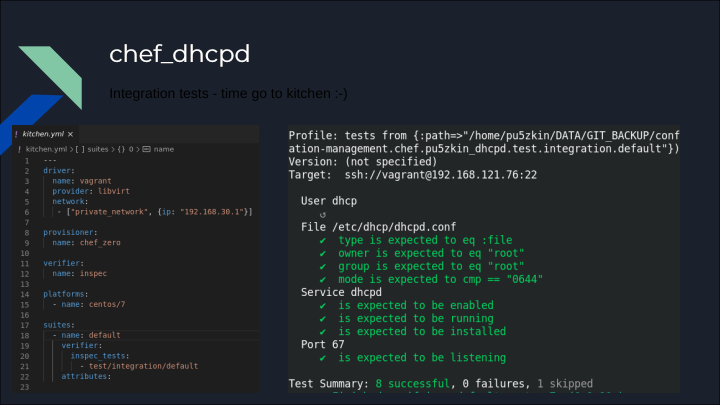 chef_dhcpd
Integration tests - time go to kitchen :-)
! kitchen.yml ×
! kitchen.yml > [ ] suites > {} 0 > name
1 ---
2 driver:
3   name: vagrant
4   provider: libvirt
5   network:
6    - ["private_network", {ip: "192.168.30.1"}]
7
8 provisioner:
9   name: chef_zero
10
11 verifier:
12   name: inspec
13
14 platforms:
15   - name: centos/7
16
17 suites:
18   - name: default
19     verifier:
20       inspec_tests:
21         - test/integration/default
22     attributes:
23
Profile: tests from {:path=>"/home/pu5zkin/DATA/GIT_BACKUP/conf
ation-management.chef.pu5zkin_dhcpd.test.integration.default"})
Version: (not specified)
Target:  ssh://vagrant@192.168.121.76:22
User dhcp
↺
File /etc/dhcp/dhcpd.conf
✔ type is expected to eq :file
✔ owner is expected to eq "root"
✔ group is expected to eq "root"
✔ mode is expected to cmp == "0644"
Service dhcpd
✔ is expected to be enabled
✔ is expected to be running
✔ is expected to be installed
Port 67
✔ is expected to be listening
Test Summary: 8 successful, 0 failures, 1 skipped